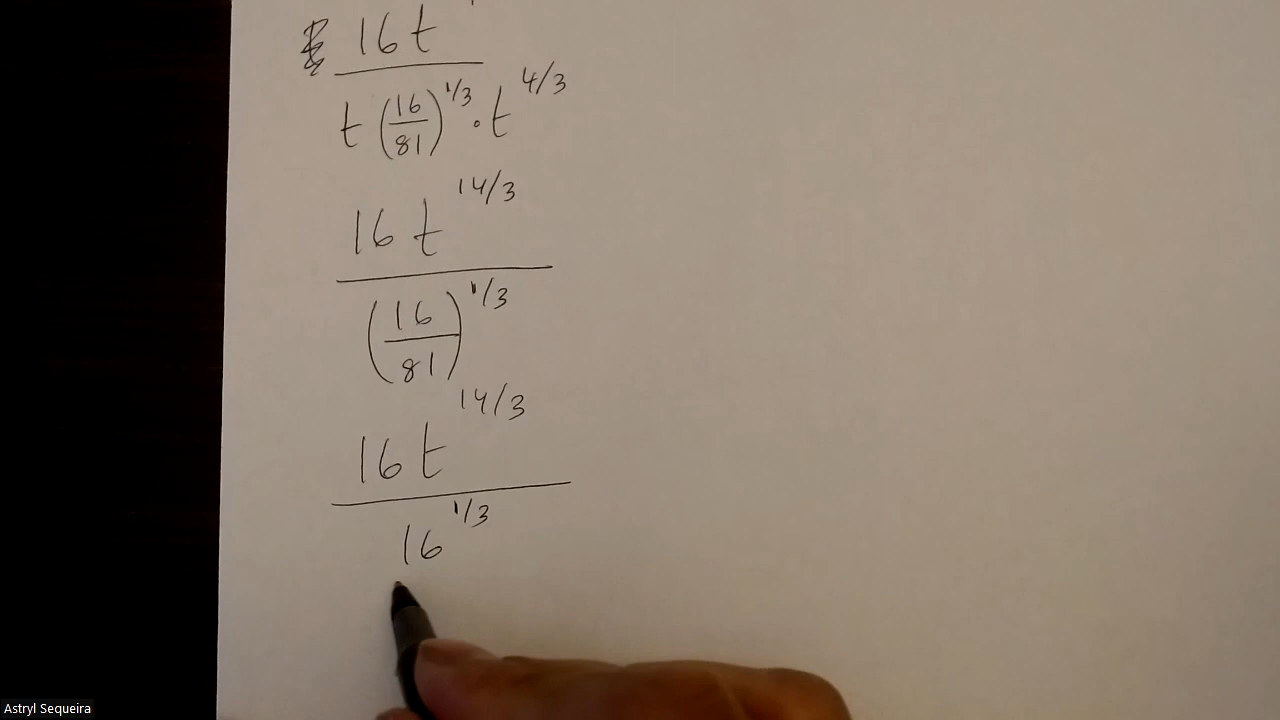 16t
t(16/81)^1/3 · t^4/3
16t^14/3
(16/81)^1/3
16t^14/3
16^1/3
Astryl Sequeira